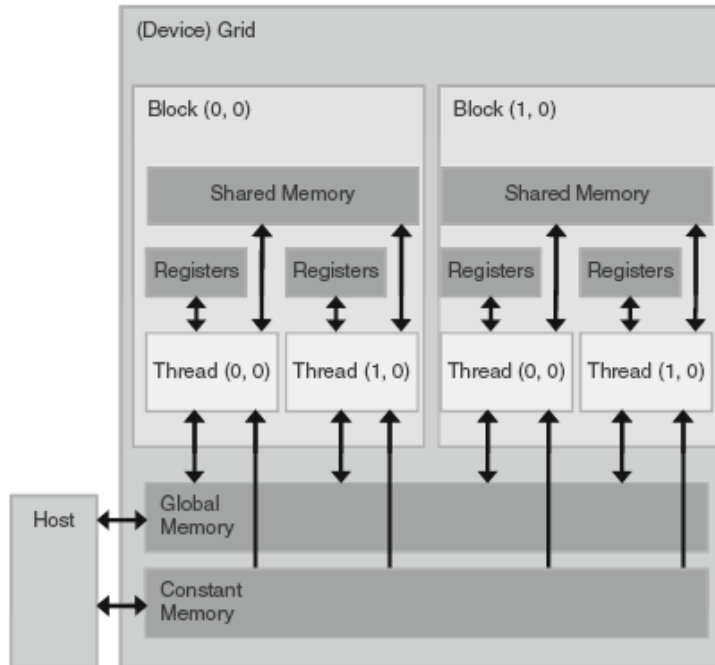 (Device) Grid
Block (0, 0)
Block (1, 0)
Shared Memory
Shared Memory
Registers
Registers
Registers
Registers
Thread (0, 0)
Thread (1, 0)
Thread (0, 0)
Thread (1, 0)
Host
Global
Memory
Constant
Memory